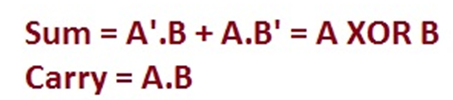 Sum = A'.B + A.B' = A XOR B
Carry = A.B